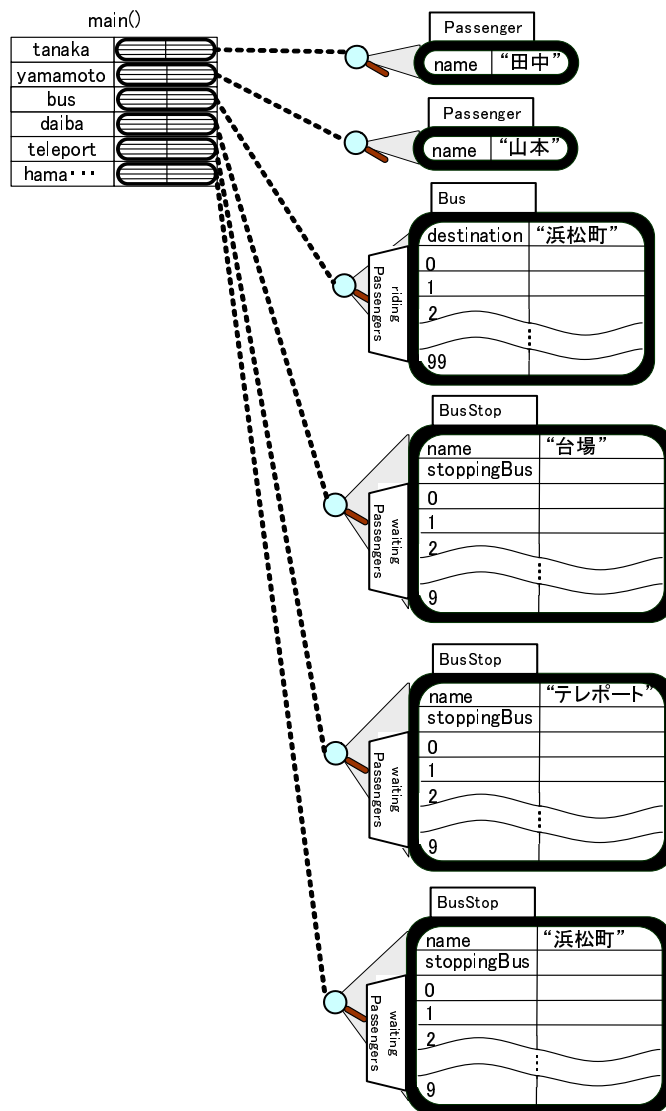 main()
tanaka
yamamoto
bus
daiba
teleport
hama・・・
Passenger
name “田中”
Passenger
name “山本”
Bus
destination “浜松町”
riding
Passengers
0
1
2
99
BusStop
name “台場”
stoppingBus
waiting
Passengers
0
1
2
9
BusStop
name “テレポート”
stoppingBus
waiting
Passengers
0
1
2
9
BusStop
name “浜松町”
stoppingBus
waiting
Passengers
0
1
2
9